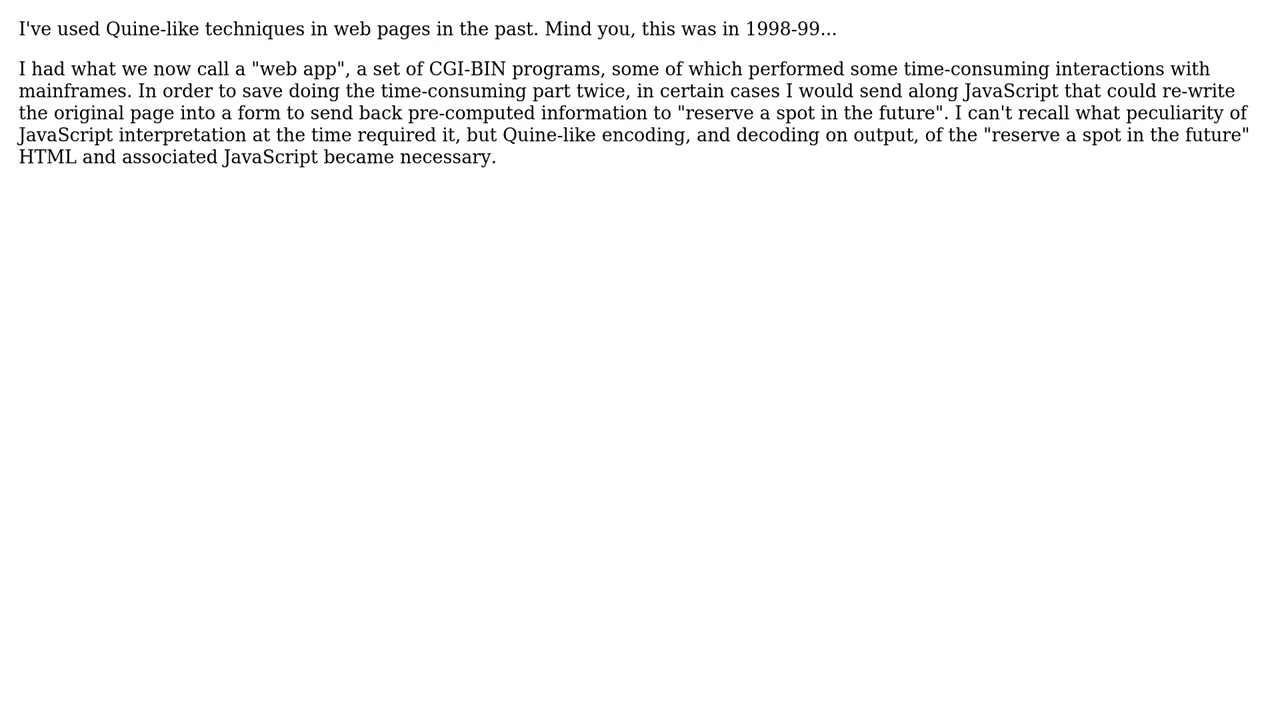 I've used Quine-like techniques in web pages in the past. Mind you, this was in 1998-99...
I had what we now call a "web app", a set of CGI-BIN programs, some of which performed some time-consuming interactions with
mainframes. In order to save doing the time-consuming part twice, in certain cases I would send along JavaScript that could re-write
the original page into a form to send back pre-computed information to "reserve a spot in the future". I can't recall what peculiarity of
JavaScript interpretation at the time required it, but Quine-like encoding, and decoding on output, of the "reserve a spot in the future"
HTML and associated JavaScript became necessary.